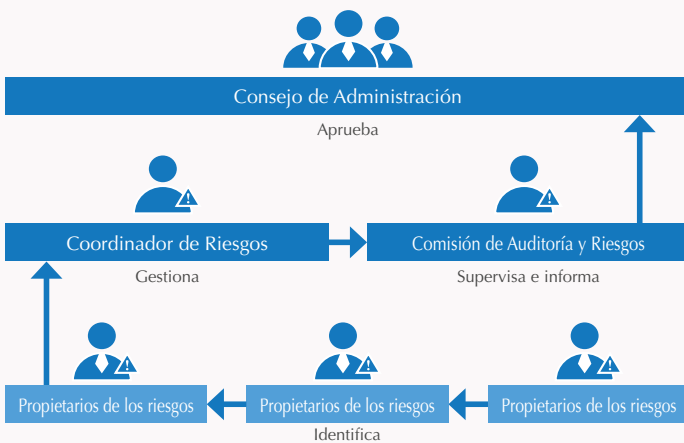 Consejo de Administración
Aprueba
Coordinador de Riesgos
Comisión de Auditoría y Riesgos
Gestiona
Supervisa e informa
Propietarios de los riesgos
Propietarios de los riesgos
Propietarios de los riesgos
Identifica